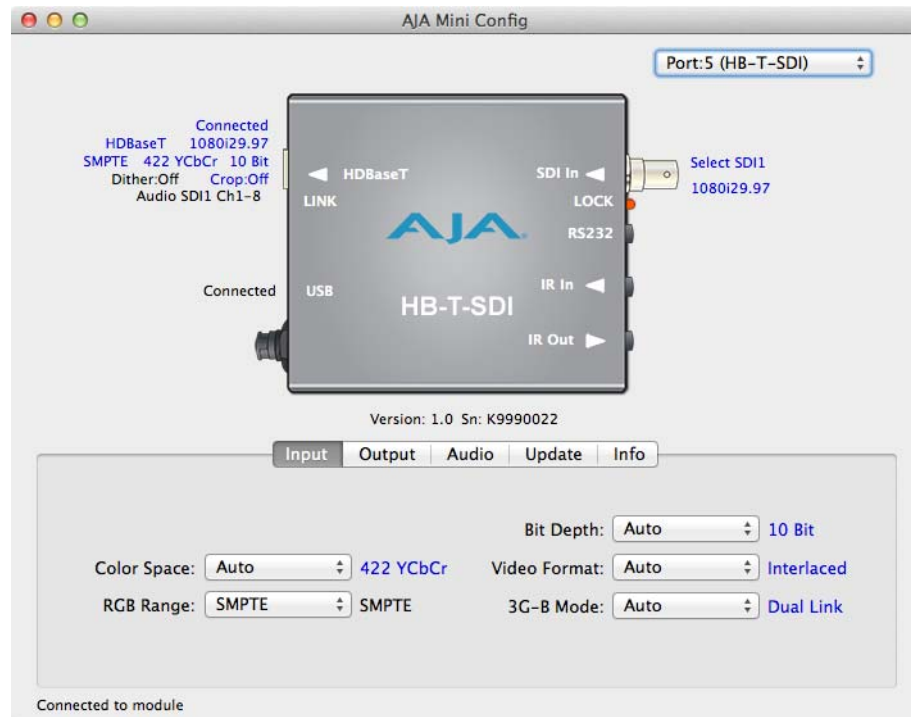 AJA Mini Config
Port:5 (HB-T-SDI)
Connected
HDBaseT 1080i29.97
SMPTE 422 YCbCr 10 Bit
Dither:Off Crop:Off
Audio SDI1 Ch1-8
HDBaseT
LINK
SDI In
LOCK
Select SDI1
1080i29.97
AJA
RS232
Connected
USB
IR In
HB-T-SDI
IR Out
Version: 1.0 Sn: K9990022
Input Output Audio Update Info
Bit Depth: Auto 10 Bit
Color Space: Auto 422 YCbCr Video Format: Auto Interlaced
RGB Range: SMPTE SMPTE 3G-B Mode: Auto Dual Link
Connected to module